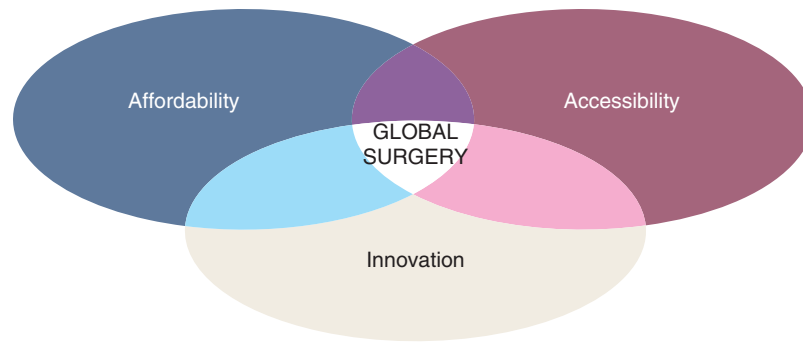 Affordability
Accessibility
GLOBAL
SURGERY
Innovation